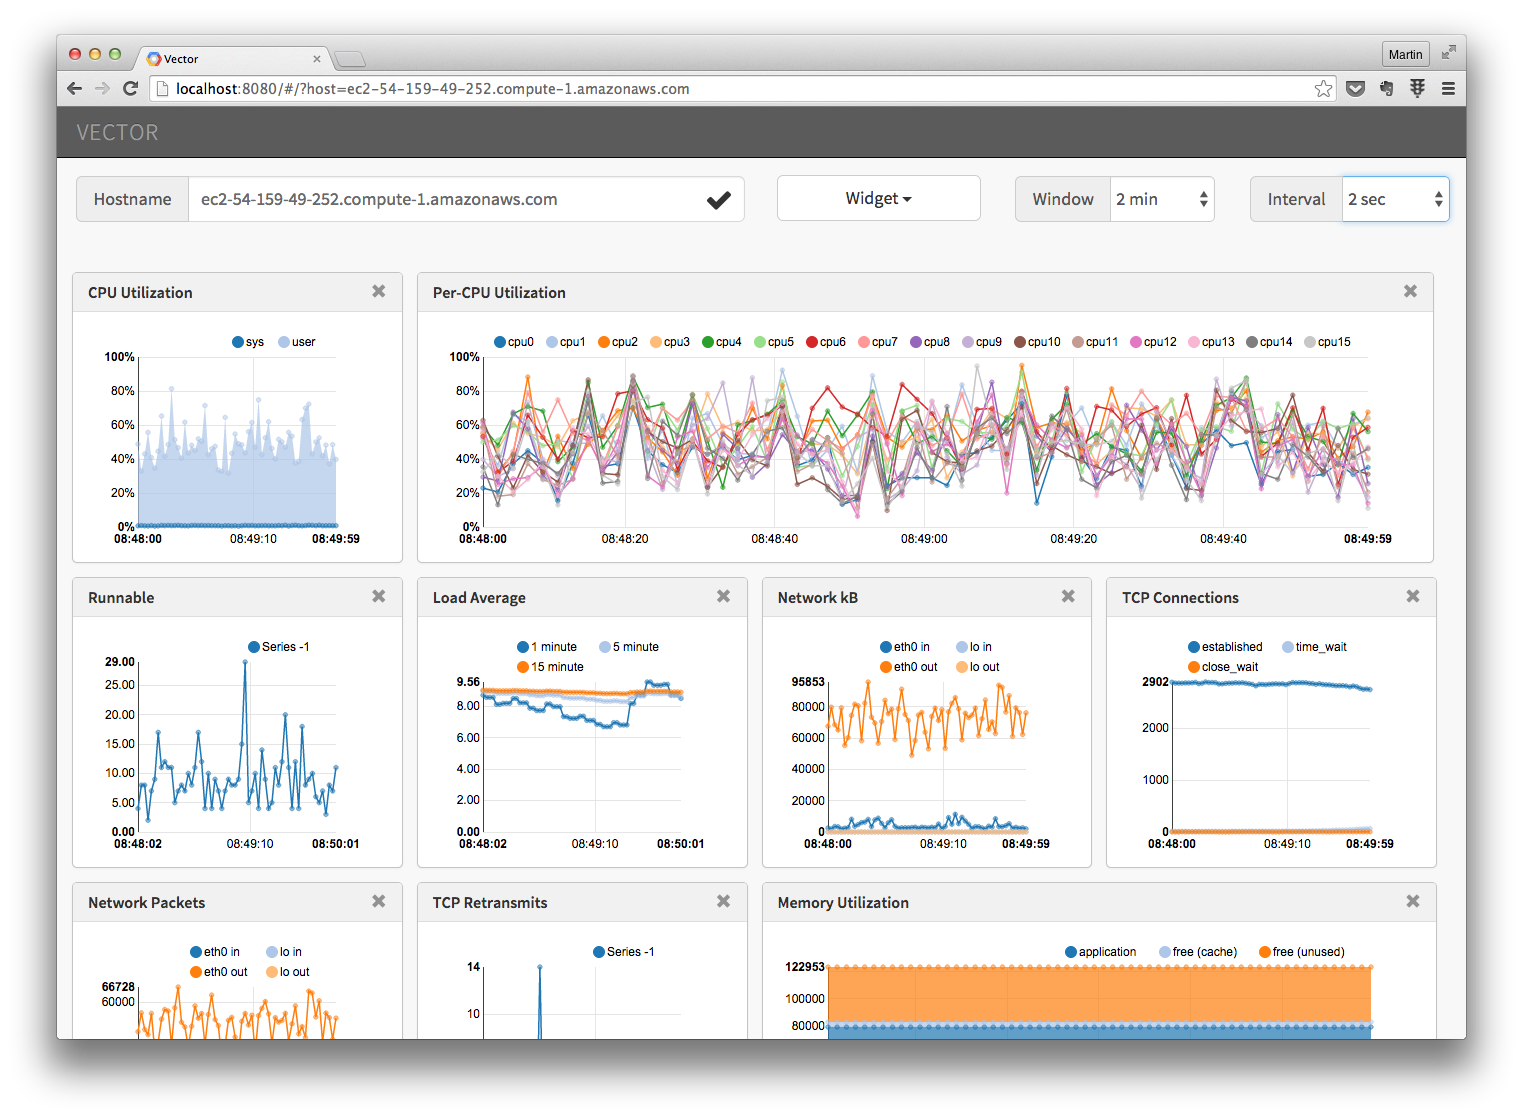 Vector
Martin
localhost:8080/#/?host=ec2-54-159-49-252.compute-1.amazonaws.com
VECTOR
Hostname ec2-54-159-49-252.compute-1.amazonaws.com Widget Window 2 min Interval 2 sec
CPU Utilization
sys user
100%
80%
60%
40%
20%
0%
08:48:00 08:49:10 08:49:59
Per-CPU Utilization
cpu0 cpu1 cpu2 cpu3 cpu4 cpu5 cpu6 cpu7 cpu8 cpu9 cpu10 cpu11 cpu12 cpu13 cpu14 cpu15
100%
80%
60%
40%
20%
0%
08:48:00 08:48:20 08:48:40 08:49:00 08:49:20 08:49:40 08:49:59
Runnable
Series -1
29.00
25.00
20.00
15.00
10.00
5.00
0.00
08:48:02 08:49:10 08:50:01
Load Average
1 minute 5 minute
15 minute
9.56
8.00
6.00
4.00
2.00
0.00
08:48:02 08:49:10 08:50:01
Network kB
eth0 in lo in
eth0 out lo out
95853
80000
60000
40000
20000
0
08:48:00 08:49:10 08:49:59
TCP Connections
established time_wait
close_wait
2902
2000
1000
0
08:48:00 08:49:10 08:49:59
Network Packets
eth0 in lo in
eth0 out lo out
66728
60000
TCP Retransmits
Series -1
14
10
Memory Utilization
application free (cache) free (unused)
122953
100000
80000